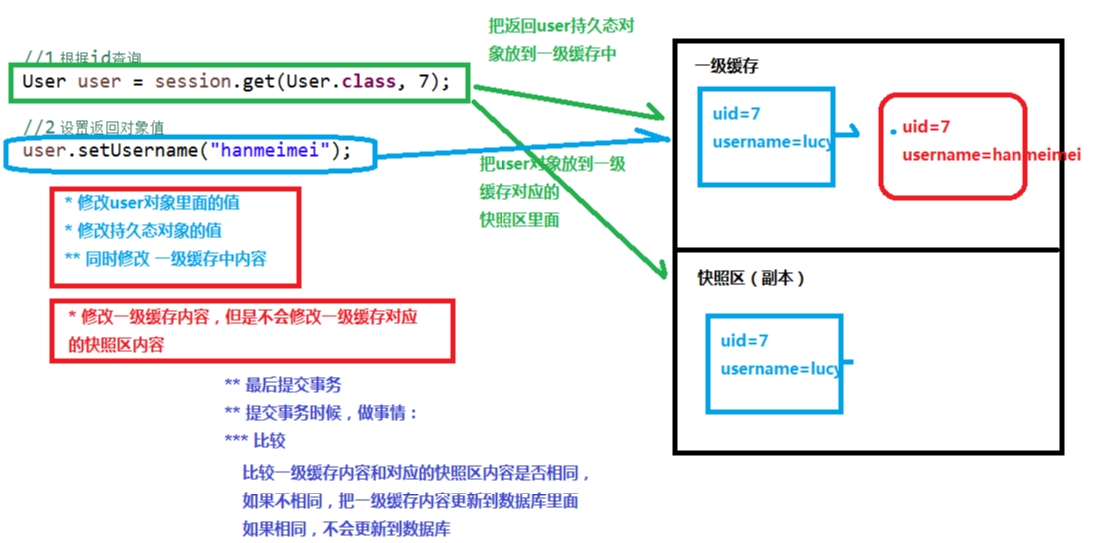 //1 根据id查询
User user = session.get(User.class, 7);
//2 设置返回对象值
user.setUsername("hanmeimei");
* 修改user对象里面的值
* 修改持久态对象的值
** 同时修改 一级缓存中内容
* 修改一级缓存内容，但是不会修改一级缓存对应
的快照区内容
** 最后提交事务
** 提交事务时候，做事情：
*** 比较
比较一级缓存内容和对应的快照区内容是否相同，
如果不相同，把一级缓存内容更新到数据库里面
如果相同，不会更新到数据库
把返回user持久态对
象放到一级缓存中
把user对象放到一级
缓存对应的
快照区里面
一级缓存
uid=7
username=lucy
uid=7
username=hanmeimei
快照区（副本）
uid=7
username=lucy